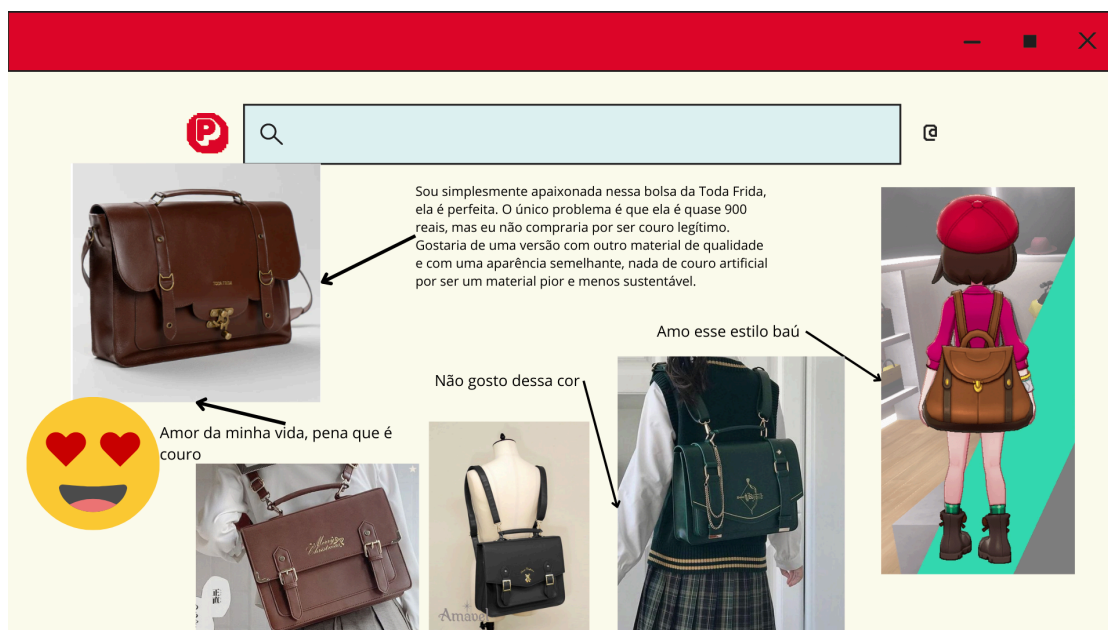 P
@
Sou simplesmente apaixonada nessa bolsa da Toda Frida,
ela é perfeita. O único problema é que ela é quase 900
reais, mas eu não compraria por ser couro legítimo.
Gostaria de uma versão com outro material de qualidade
e com uma aparência semelhante, nada de couro artificial
por ser um material pior e menos sustentável.
Amo esse estilo baú
Não gosto dessa cor
Amor da minha vida, pena que é
couro
Amavel